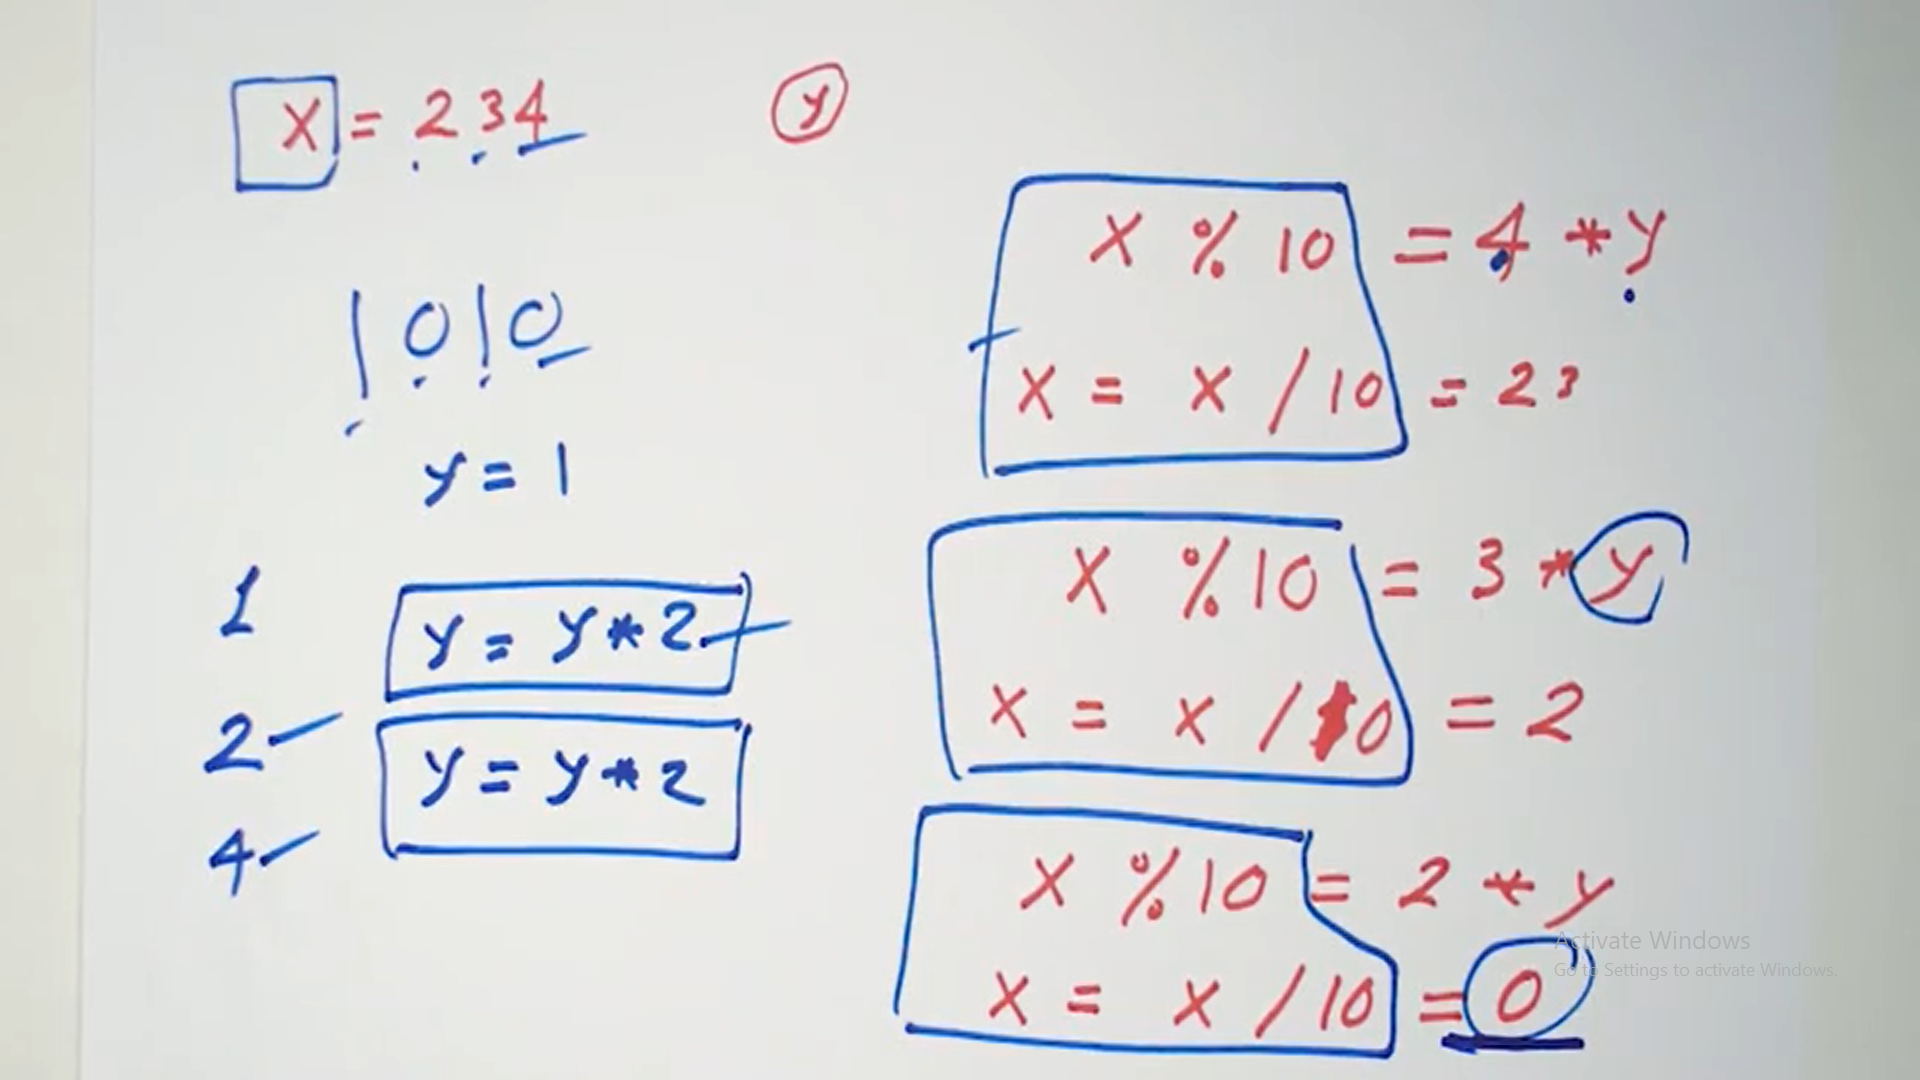 x = 234
y
1010
y = 1
1
y = y * 2
2
y = y * 2
4
x % 10 = 4 * y
x = x / 10 = 23
x % 10 = 3 * y
x = x / 10 = 2
x % 10 = 2 * y
x = x / 10 = 0
Activate Windows
Go to Settings to activate Windows.